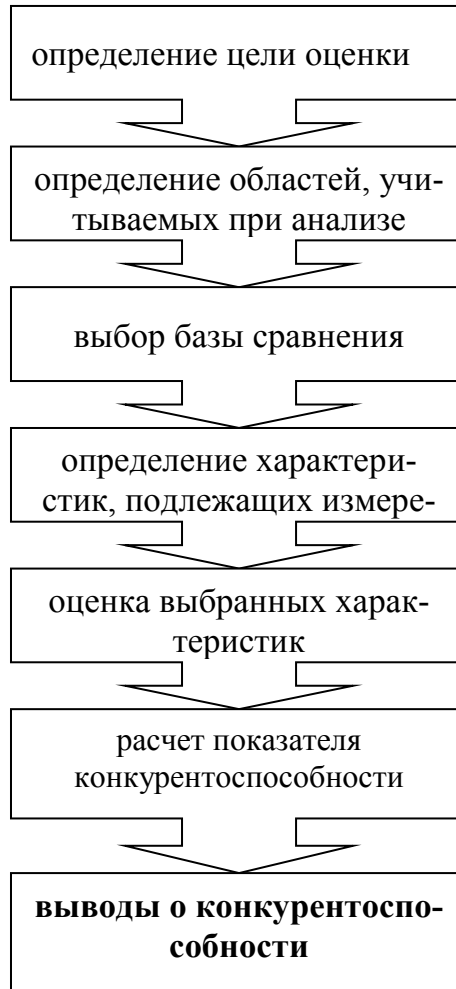 определение цели оценки
определение областей, учи-
тываемых при анализе
выбор базы сравнения
определение характери-
стик, подлежащих измере-
оценка выбранных харак-
теристик
расчет показателя
конкурентоспособности
выводы о конкурентоспо-
собности